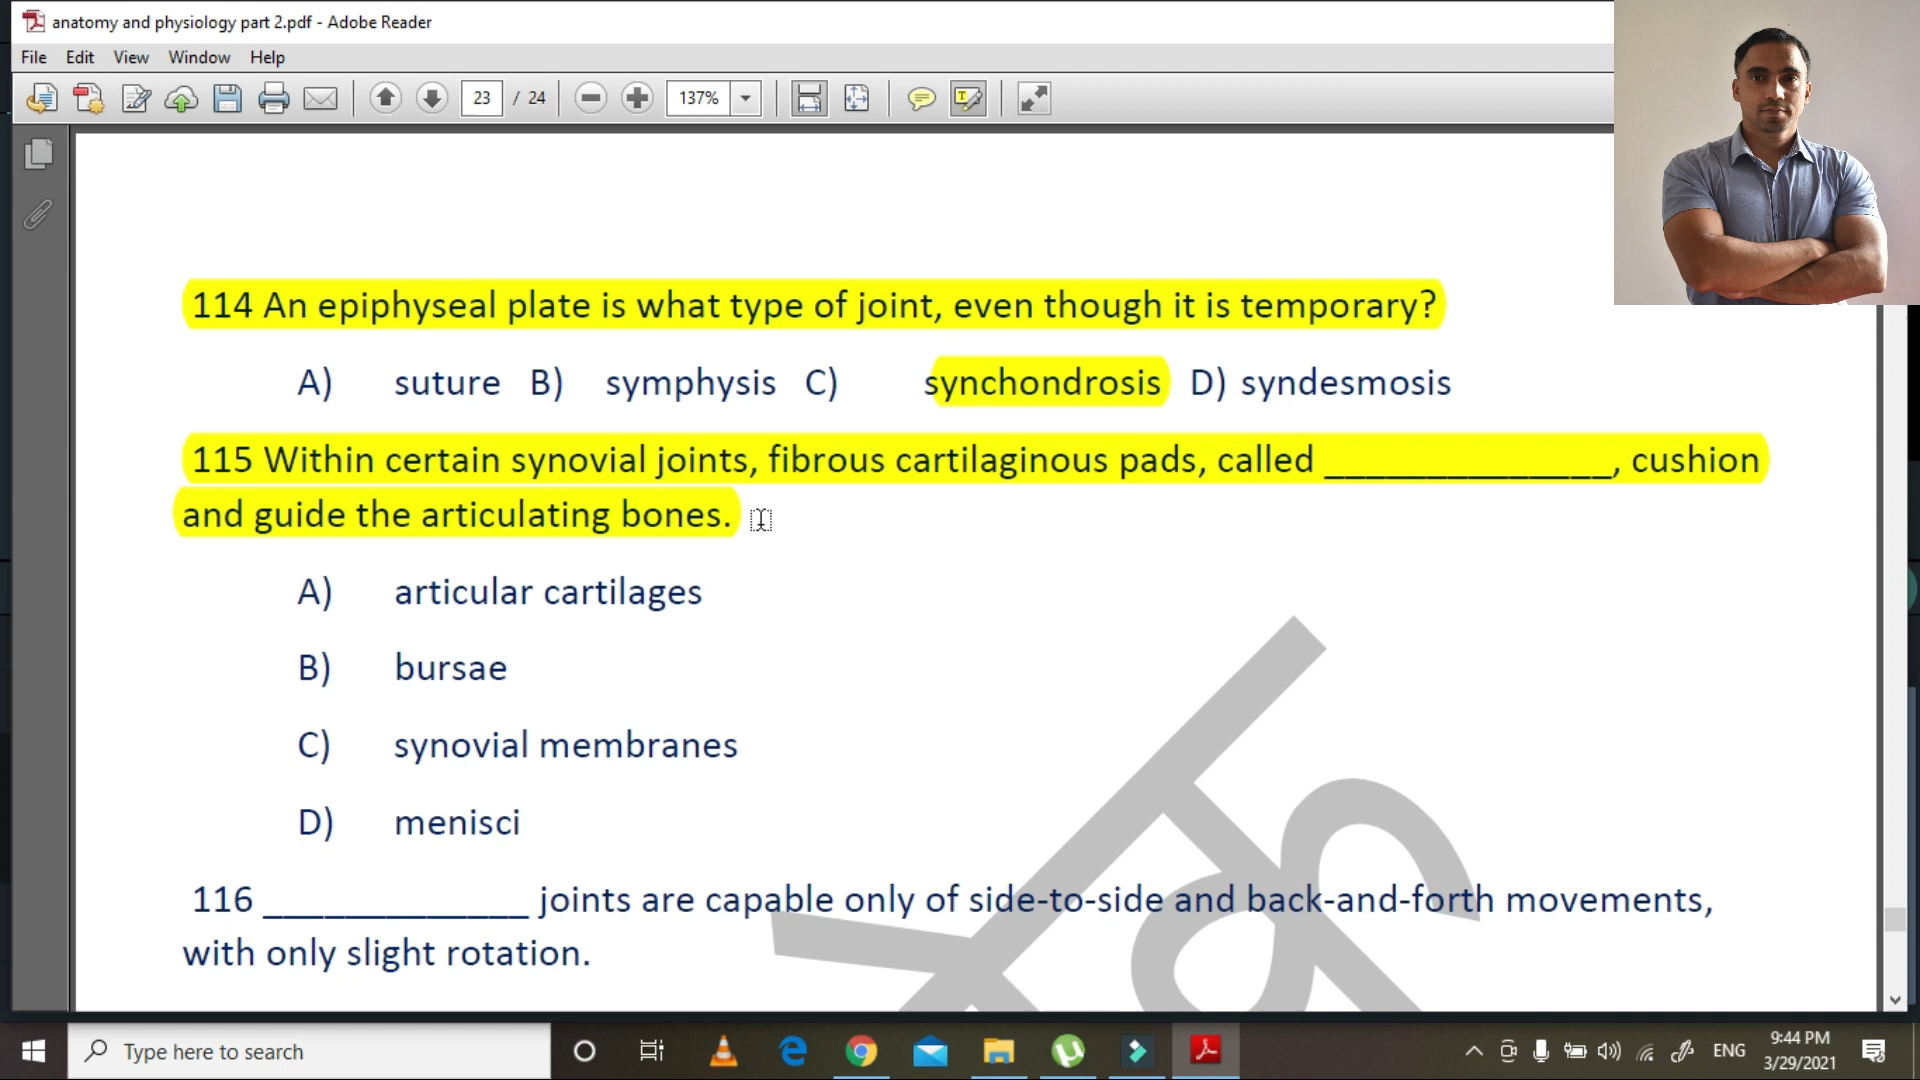 anatomy and physiology part 2.pdf - Adobe Reader
File Edit View Window Help
23 / 24 137%
114 An epiphyseal plate is what type of joint, even though it is temporary?
A) suture B) symphysis C) synchondrosis D) syndesmosis
115 Within certain synovial joints, fibrous cartilaginous pads, called ______________, cushion
and guide the articulating bones.
A) articular cartilages
B) bursae
C) synovial membranes
D) menisci
116 _____________ joints are capable only of side-to-side and back-and-forth movements,
with only slight rotation.
Type here to search
ENG
9:44 PM
3/29/2021